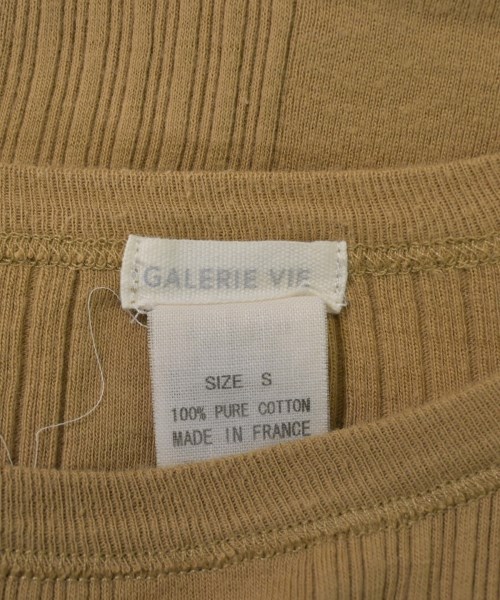 GALERIE VIE
SIZE S
100% PURE COTTON
MADE IN FRANCE